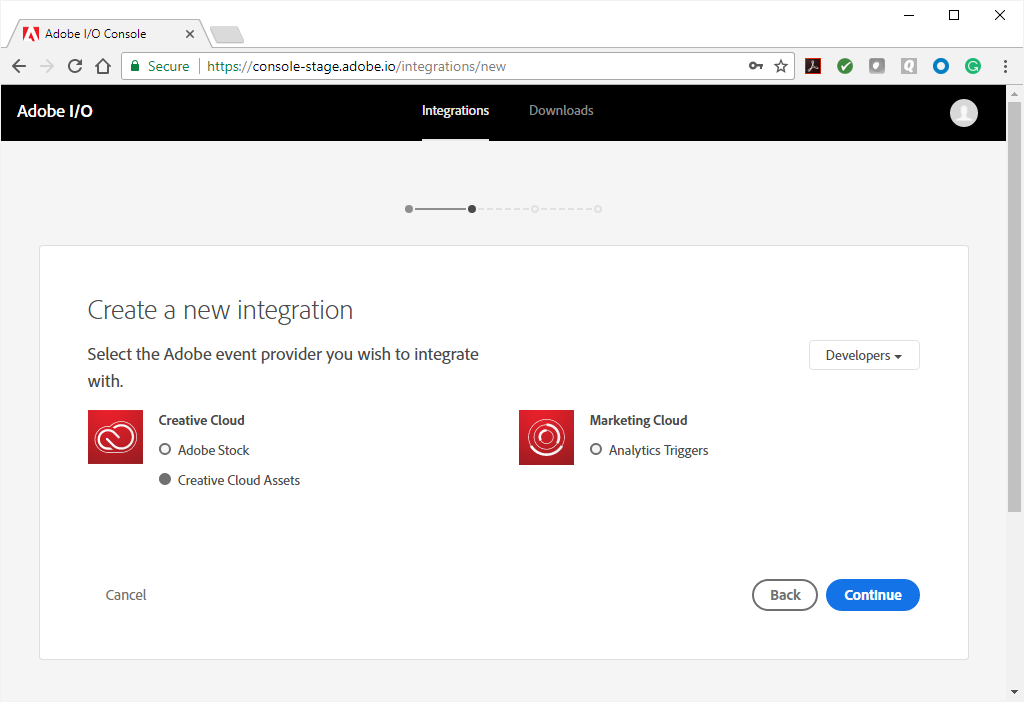 Adobe I/O Console
Secure
https://console-stage.adobe.io/integrations/new
Adobe I/O
Integrations
Downloads
Create a new integration
Select the Adobe event provider you wish to integrate
with.
Developers
Creative Cloud
Adobe Stock
Creative Cloud Assets
Marketing Cloud
Analytics Triggers
Cancel
Back
Continue